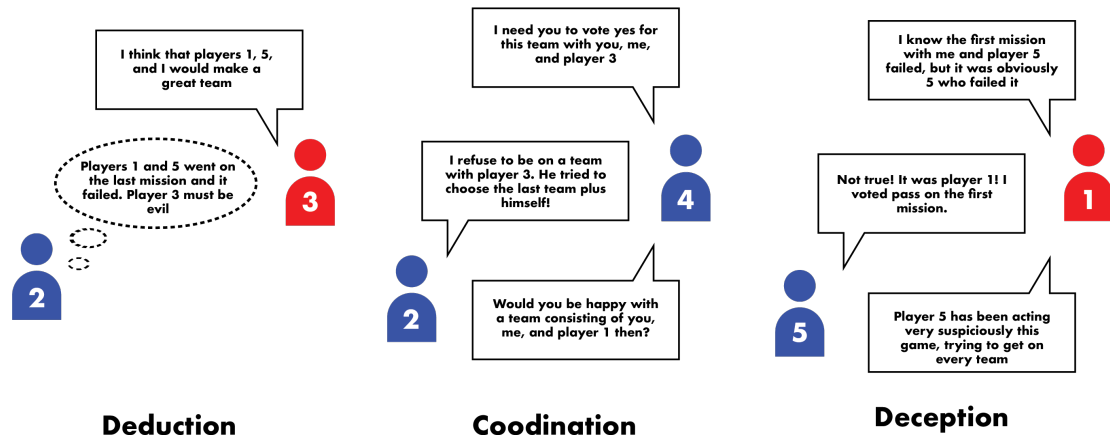 I think that players 1, 5,
and I would make a
great team
Players 1 and 5 went on
the last mission and it
failed. Player 3 must be
evil
3
2
Deduction
I need you to vote yes for
this team with you, me,
and player 3
I refuse to be on a team
with player 3. He tried to
choose the last team plus
himself!
4
2
Would you be happy with
a team consisting of you,
me, and player 1 then?
Coodination
I know the first mission
with me and player 5
failed, but it was obviously
5 who failed it
Not true! It was player 1! I
voted pass on the first
mission.
1
5
Player 5 has been acting
very suspiciously this
game, trying to get on
every team
Deception